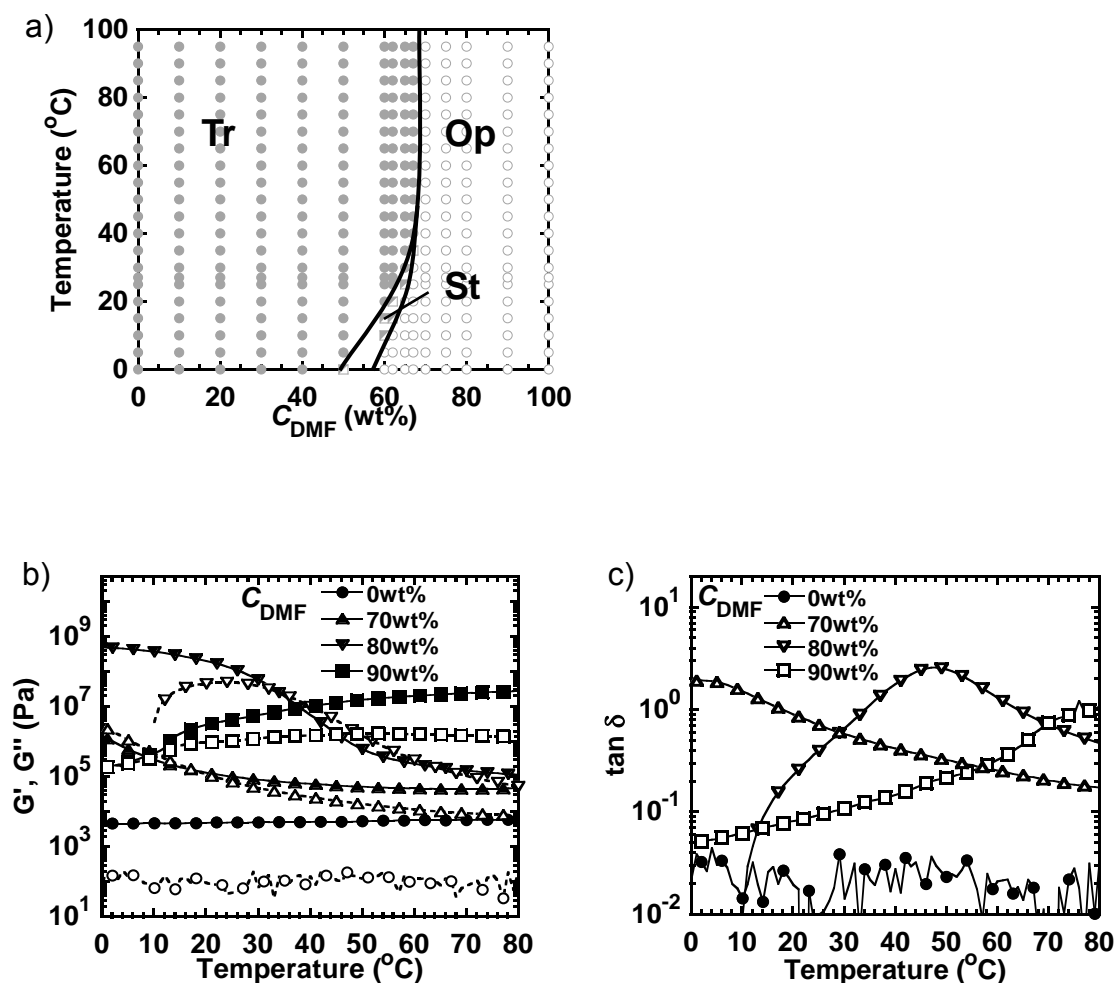 a)
Temperature (°C)
100
80
60
40
20
0
Tr
Op
St
0 20 40 60 80 100
C_DMF (wt%)
b)
G', G'' (Pa)
10^9
10^7
10^5
10^3
10^1
C_DMF
0wt%
70wt%
80wt%
90wt%
0 10 20 30 40 50 60 70 80
Temperature (°C)
c)
tan δ
10^1
10^0
10^-1
10^-2
C_DMF
0wt%
70wt%
80wt%
90wt%
0 10 20 30 40 50 60 70 80
Temperature (°C)